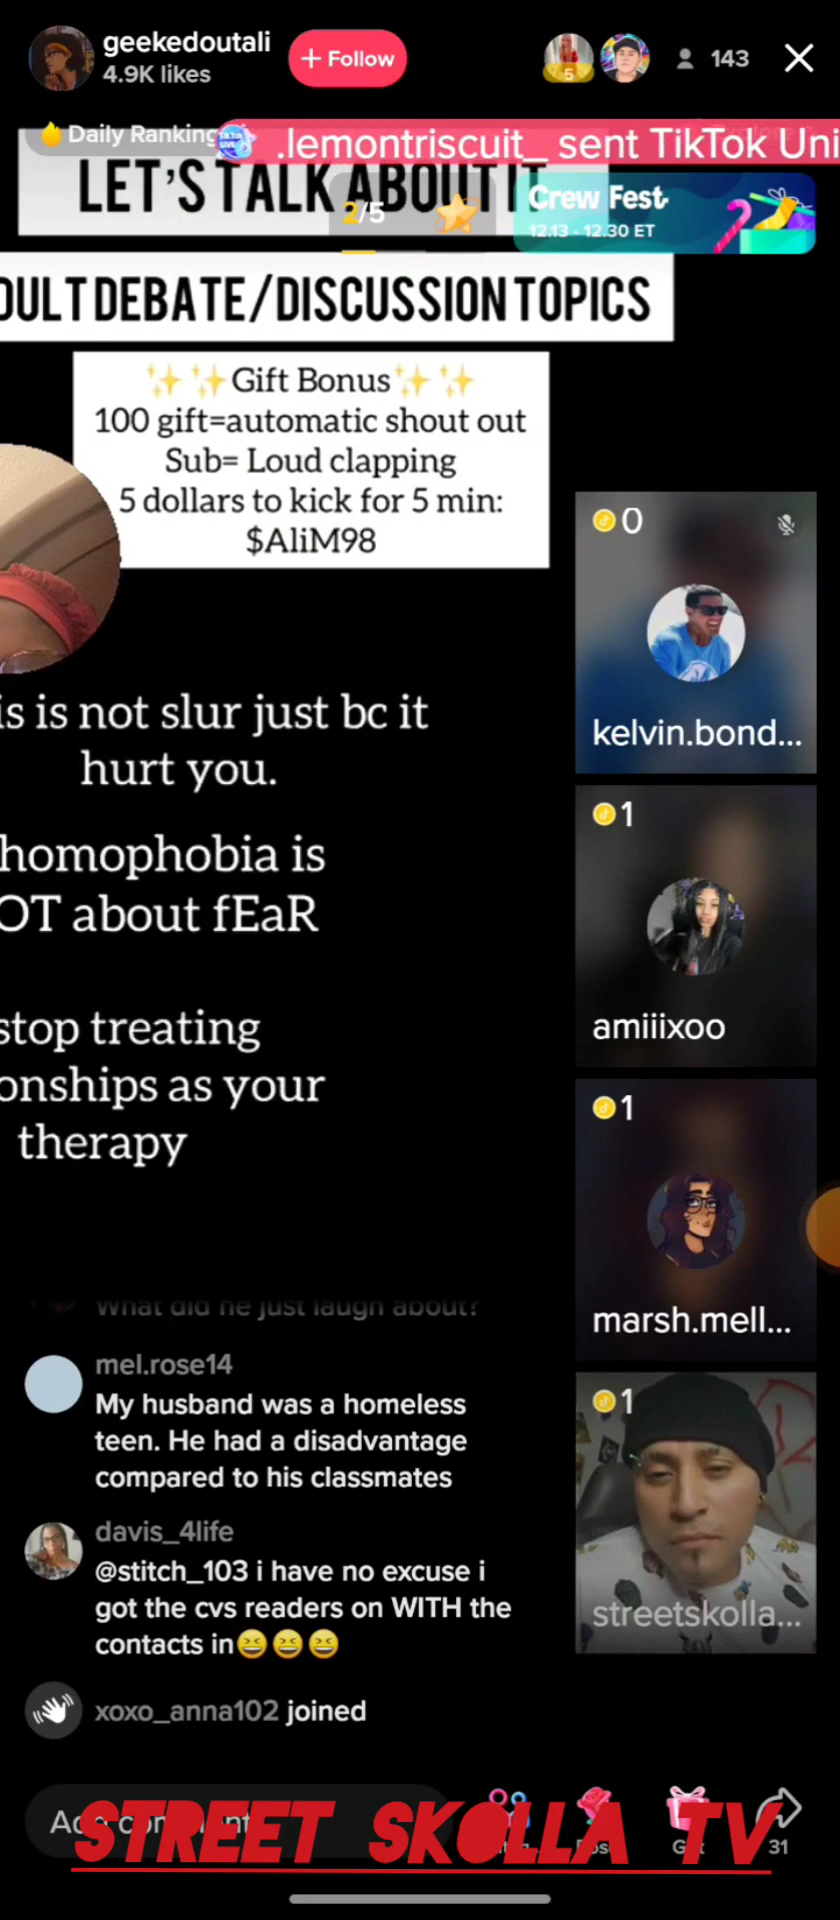 geekedoutali
4.9K likes
+ Follow
5
143
Daily Ranking
.lemontriscuit_ sent TikTok Uni
LET'S TALK ABOUT IT
2/5
Crew Fest
12.13 - 12.30 ET
DULT DEBATE/DISCUSSION TOPICS
✨✨Gift Bonus✨✨
100 gift=automatic shout out
Sub= Loud clapping
5 dollars to kick for 5 min:
$AliM98
0
kelvin.bond...
is is not slur just bc it
hurt you.
1
amiiixoo
homophobia is
OT about fEaR
stop treating
onships as your
therapy
1
marsh.mell...
What did he just laugh about?
mel.rose14
My husband was a homeless
teen. He had a disadvantage
compared to his classmates
1
streetskolla...
davis_4life
@stitch_103 i have no excuse i
got the cvs readers on WITH the
contacts in😆😆😆
xoxo_anna102 joined
STREET SKOLLA TV
31